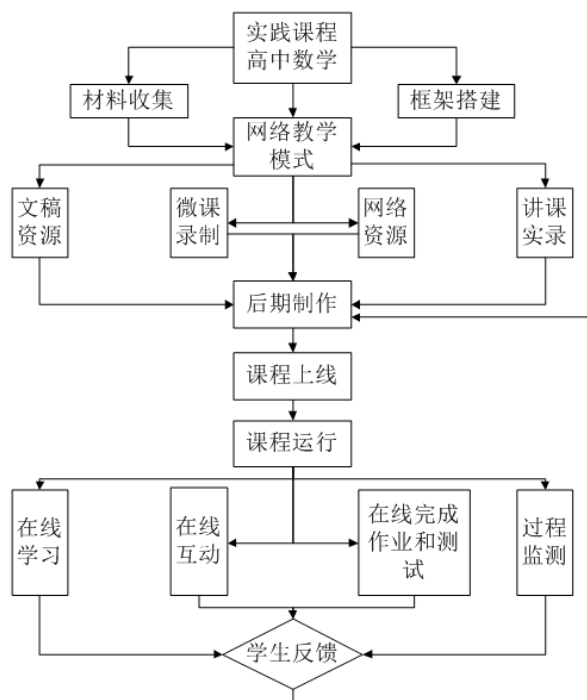 实践课程
高中数学
材料收集
框架搭建
网络教学
模式
文稿
资源
微课
录制
网络
资源
讲课
实录
后期制作
课程上线
课程运行
在线
学习
在线
互动
在线完成
作业和测
试
过程
监测
学生反馈